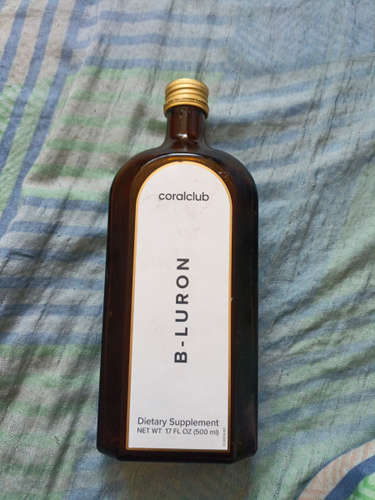 coralclub
B-LURON
Dietary Supplement
NET WT 17 FL OZ (500 ml)